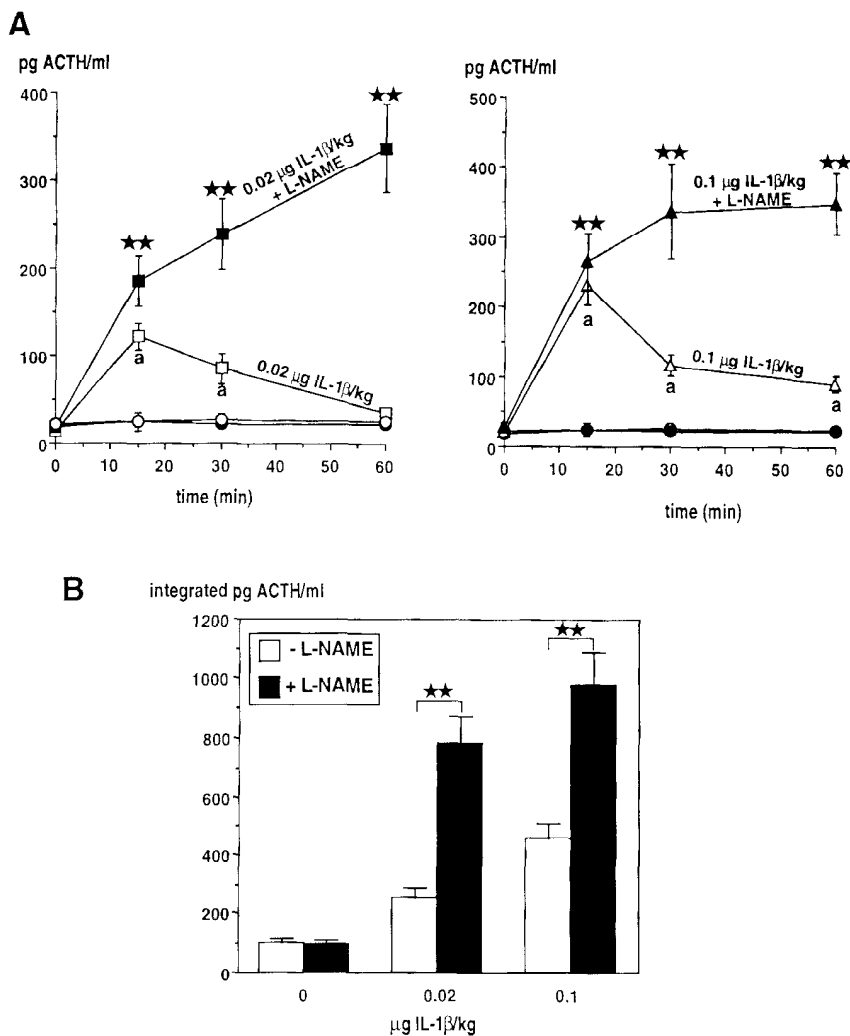 A
pg ACTH/ml
400
300
200
100
0
★★
★★
★★
0.02 µg IL-1β/kg
+ L-NAME
a
a
0.02 µg IL-1β/kg
0 10 20 30 40 50 60
time (min)
pg ACTH/ml
500
400
300
200
100
0
★★
★★
★★
0.1 µg IL-1β/kg
+ L-NAME
a
a
a
0.1 µg IL-1β/kg
0 10 20 30 40 50 60
time (min)
B
integrated pg ACTH/ml
1200
1000
800
600
400
200
0
- L-NAME
+ L-NAME
★★
★★
0 0.02 0.1
µg IL-1β/kg